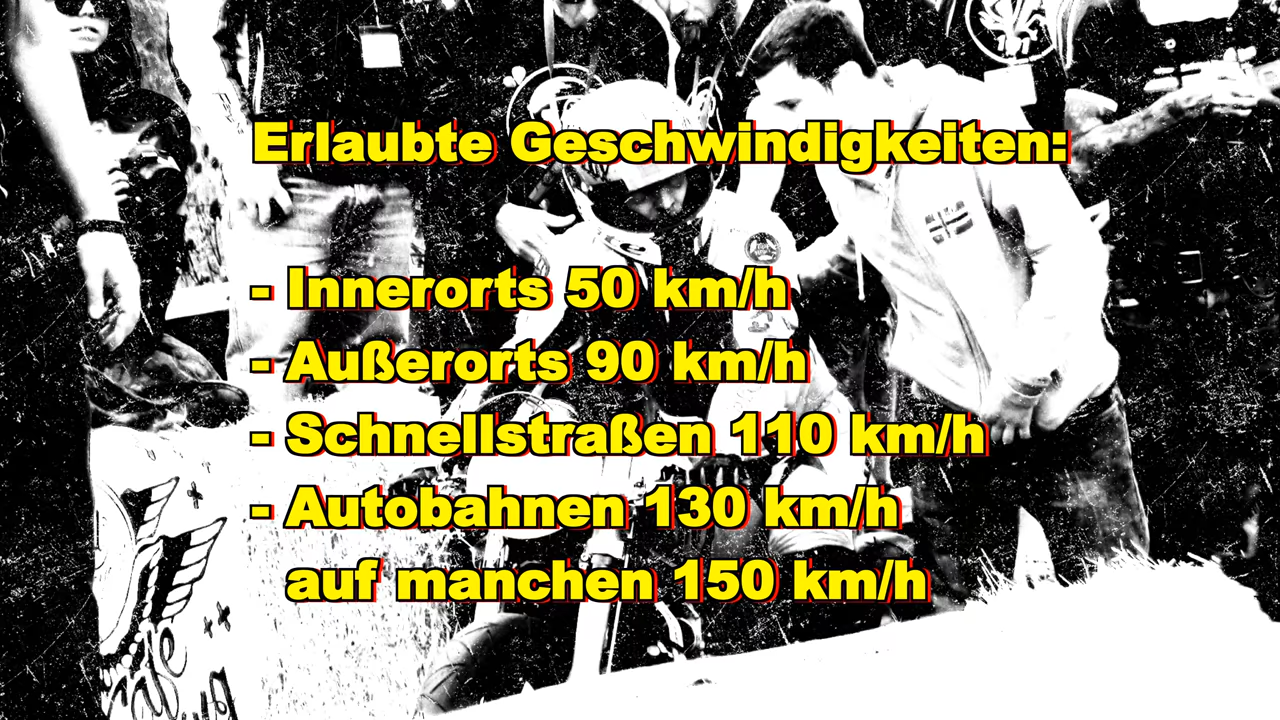 Erlaubte Geschwindigkeiten:
- Innerorts 50 km/h
- Außerorts 90 km/h
- Schnellstraßen 110 km/h
- Autobahnen 130 km/h
auf manchen 150 km/h